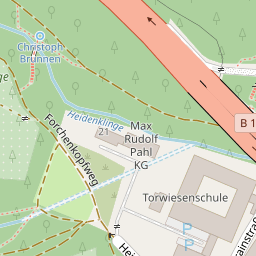 Christoph
Brunnen
Heidenklinge
B 1
21
Max
Rudolf
Pahl
KG
Forchenkopfweg
Torwiesenschule
P
P